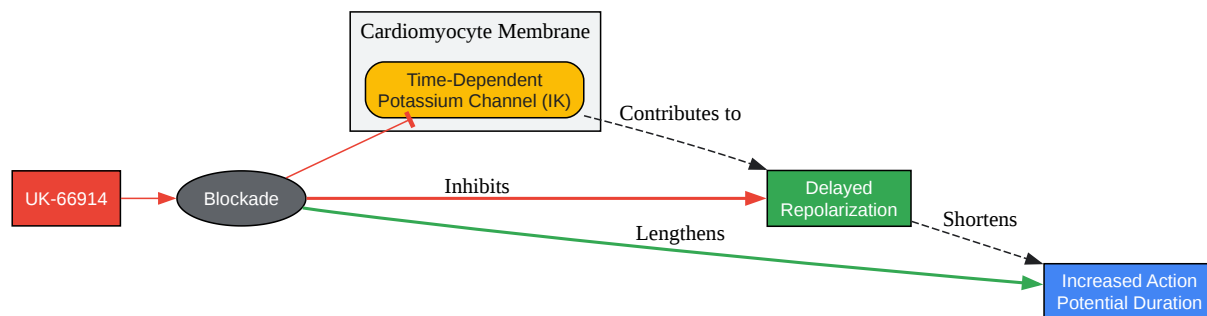 Cardiomyocyte Membrane
Time-Dependent
Potassium Channel (IK)
Contributes to
UK-66914
Blockade
Inhibits
Delayed
Repolarization
Lengthens
Shortens
Increased Action
Potential Duration